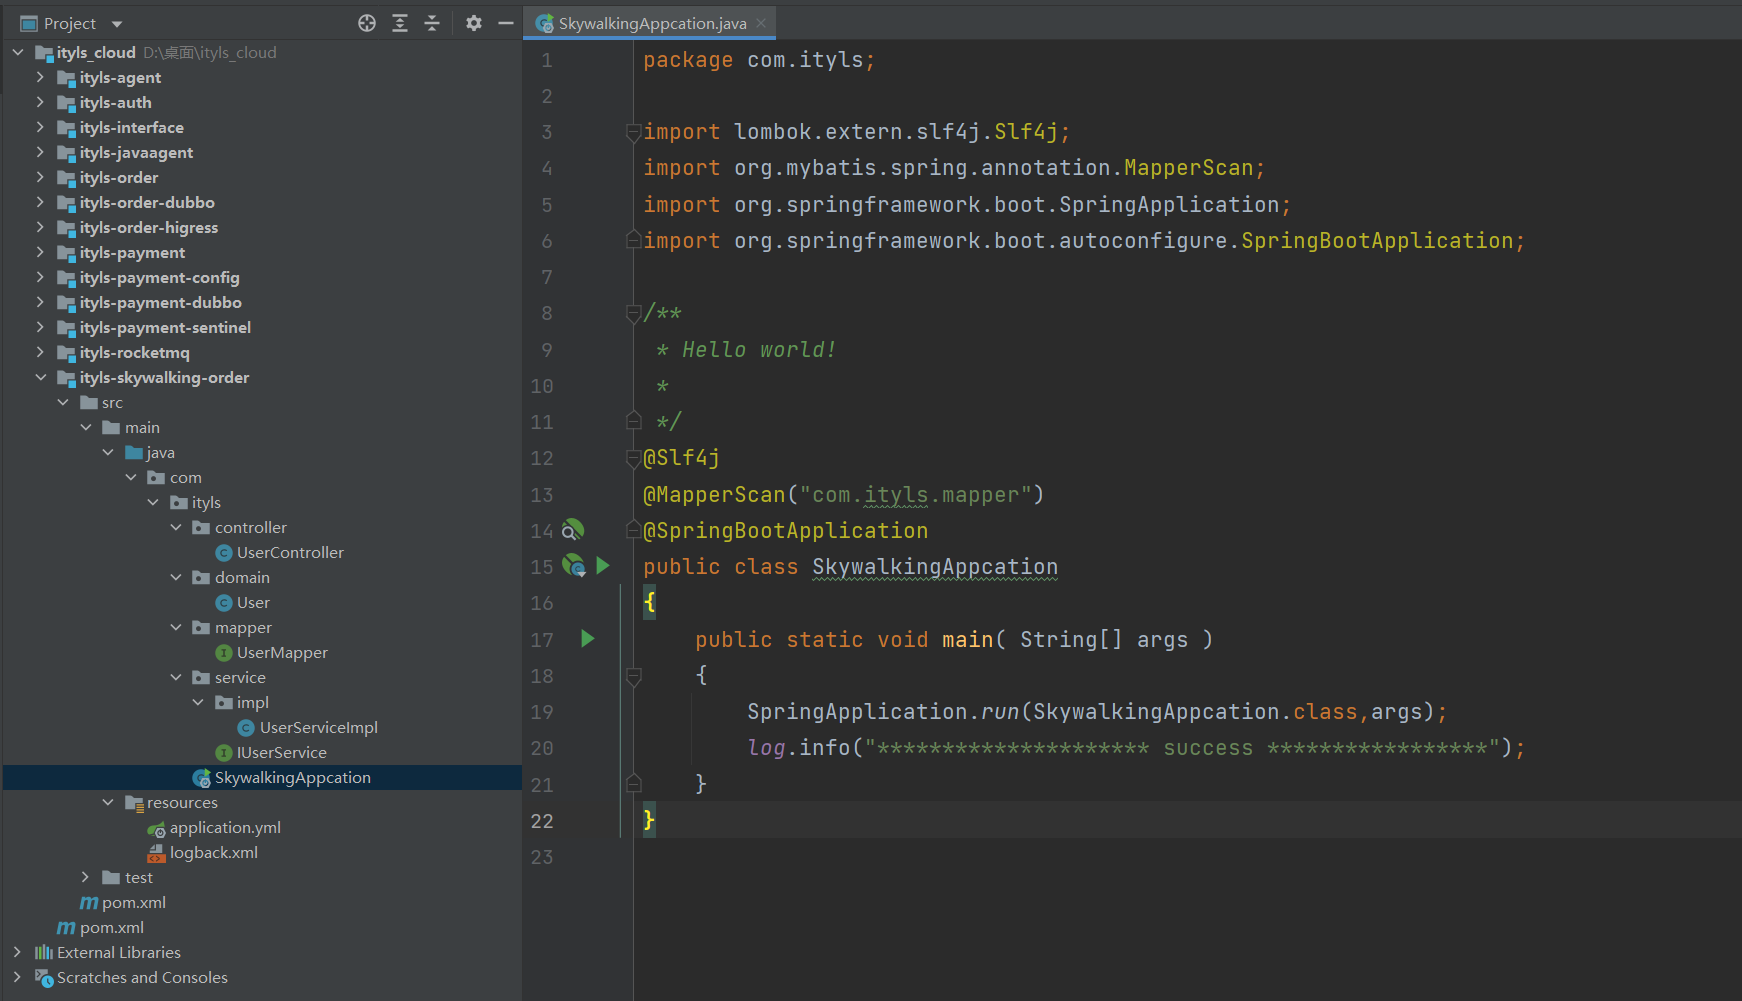 Project
ityls_cloud D:\桌面\ityls_cloud
ityls-agent
ityls-auth
ityls-interface
ityls-javaagent
ityls-order
ityls-order-dubbo
ityls-order-higress
ityls-payment
ityls-payment-config
ityls-payment-dubbo
ityls-payment-sentinel
ityls-rocketmq
ityls-skywalking-order
src
main
java
com
ityls
controller
UserController
domain
User
mapper
UserMapper
service
impl
UserServiceImpl
IUserService
SkywalkingAppcation
resources
application.yml
logback.xml
test
pom.xml
pom.xml
External Libraries
Scratches and Consoles
SkywalkingAppcation.java
1 package com.ityls;
2
3 import lombok.extern.slf4j.Slf4j;
4 import org.mybatis.spring.annotation.MapperScan;
5 import org.springframework.boot.SpringApplication;
6 import org.springframework.boot.autoconfigure.SpringBootApplication;
7
8 /**
9 * Hello world!
10 *
11 */
12 @Slf4j
13 @MapperScan("com.ityls.mapper")
14 @SpringBootApplication
15 public class SkywalkingAppcation
16 {
17 public static void main( String[] args )
18 {
19 SpringApplication.run(SkywalkingAppcation.class,args);
20 log.info("********************* success *****************");
21 }
22 }
23